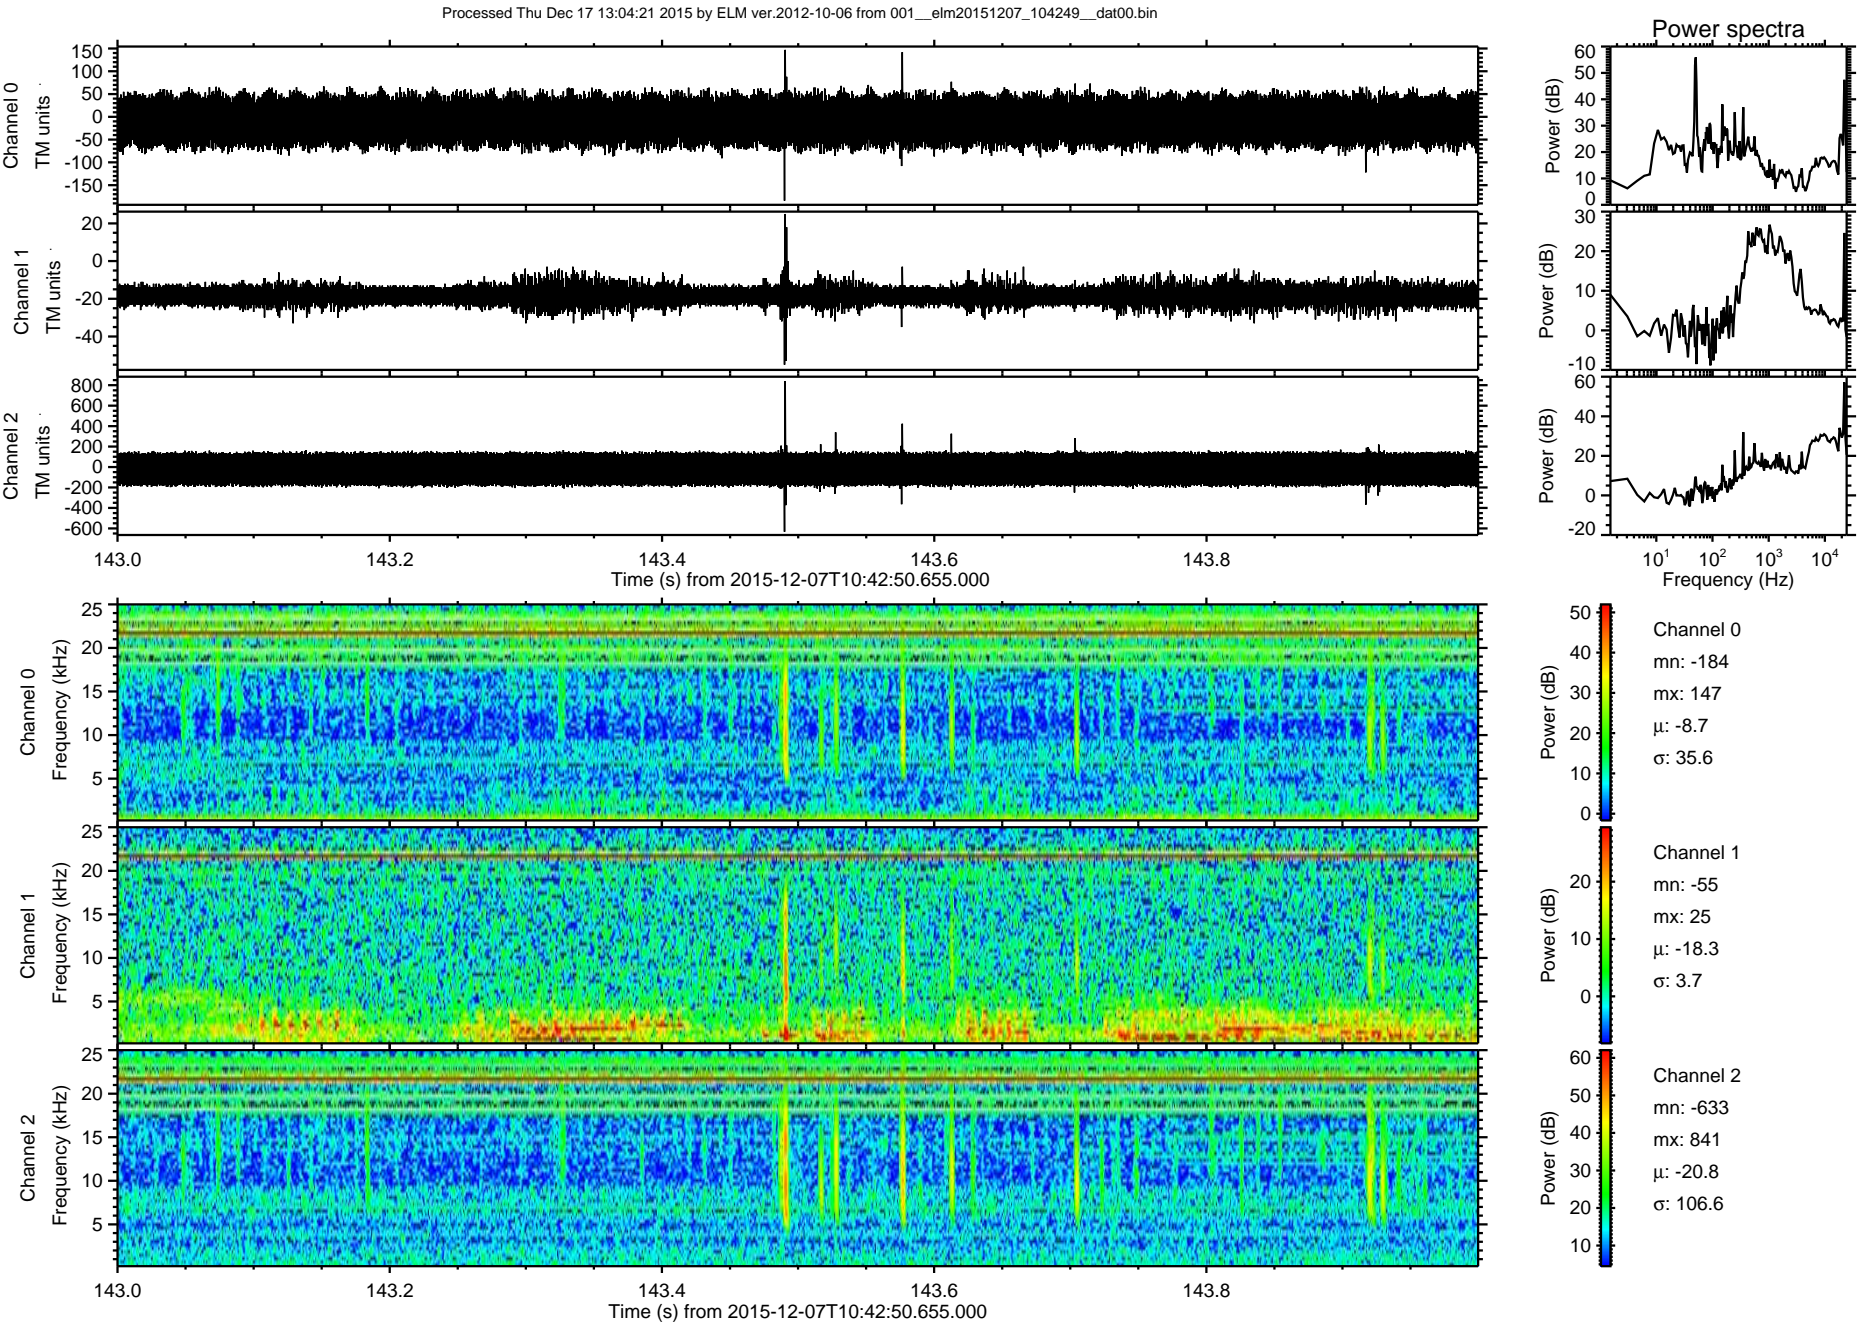 Processed Thu Dec 17 13:04:21 2015 by ELM ver.2012-10-06 from 001__elm20151207_104249__dat00.bin
Power spectra
Channel 0
TM units
150
100
50
0
-50
-100
-150
Power (dB)
60
50
40
30
20
10
0
Channel 1
TM units
20
0
-20
-40
Power (dB)
30
20
10
0
-10
Channel 2
TM units
800
600
400
200
0
-200
-400
-600
Power (dB)
60
40
20
0
-20
143.0 143.2 143.4 143.6 143.8
Time (s) from 2015-12-07T10:42:50.655.000
10¹ 10² 10³ 10⁴
Frequency (Hz)
Channel 0
Frequency (kHz)
25
20
15
10
5
Power (dB)
50
40
30
20
10
0
Channel 0
mn: -184
mx: 147
µ: -8.7
σ: 35.6
Channel 1
Frequency (kHz)
25
20
15
10
5
Power (dB)
20
10
0
Channel 1
mn: -55
mx: 25
µ: -18.3
σ: 3.7
Channel 2
Frequency (kHz)
25
20
15
10
5
Power (dB)
60
50
40
30
20
10
Channel 2
mn: -633
mx: 841
µ: -20.8
σ: 106.6
143.0 143.2 143.4 143.6 143.8
Time (s) from 2015-12-07T10:42:50.655.000